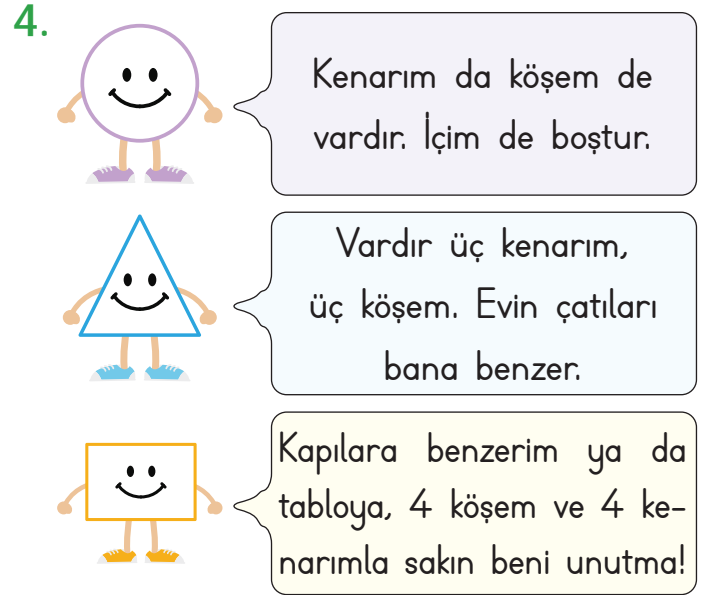 4.
Kenarım da köşem de
vardır. İçim de boştur.
Vardır üç kenarım,
üç köşem. Evin çatıları
bana benzer.
Kapılara benzerim ya da
tabloya, 4 köşem ve 4 ke-
narımla sakın beni unutma!